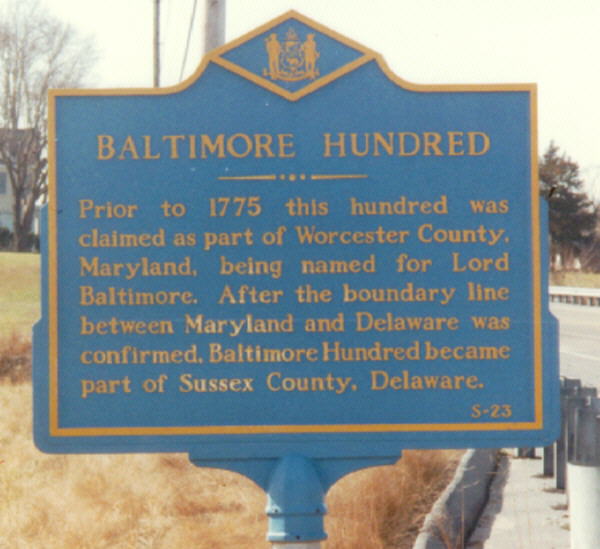 BALTIMORE HUNDRED
Prior to 1775 this hundred was
claimed as part of Worcester County,
Maryland, being named for Lord
Baltimore. After the boundary line
between Maryland and Delaware was
confirmed, Baltimore Hundred became
part of Sussex County, Delaware.
S-23